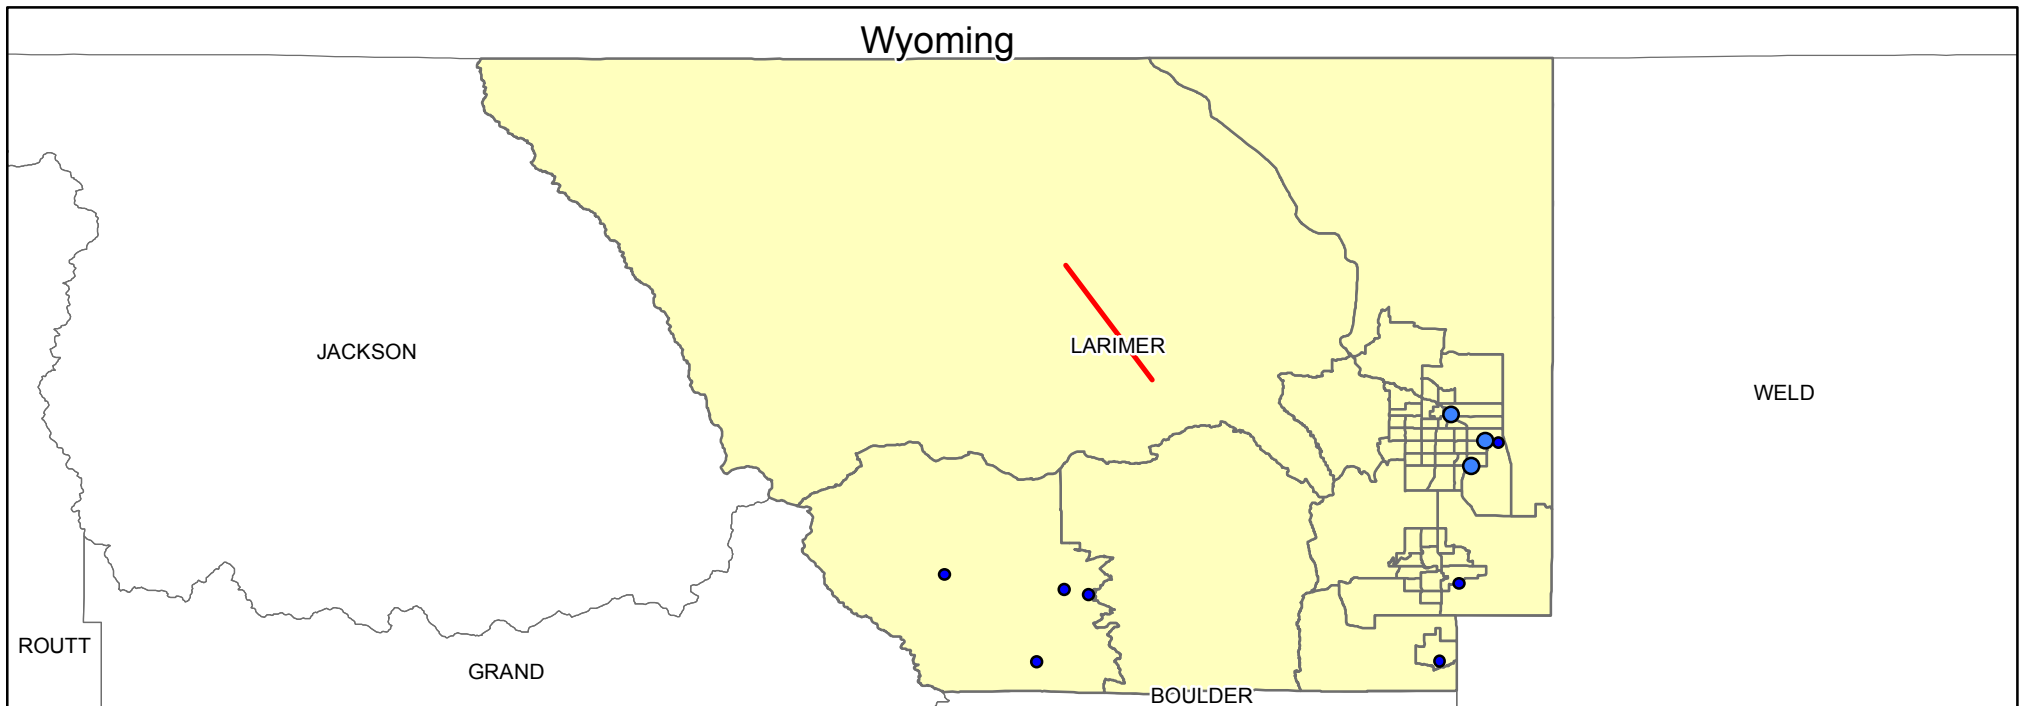 Wyoming
LARIMER
JACKSON
WELD
ROUTT
GRAND
BOULDER